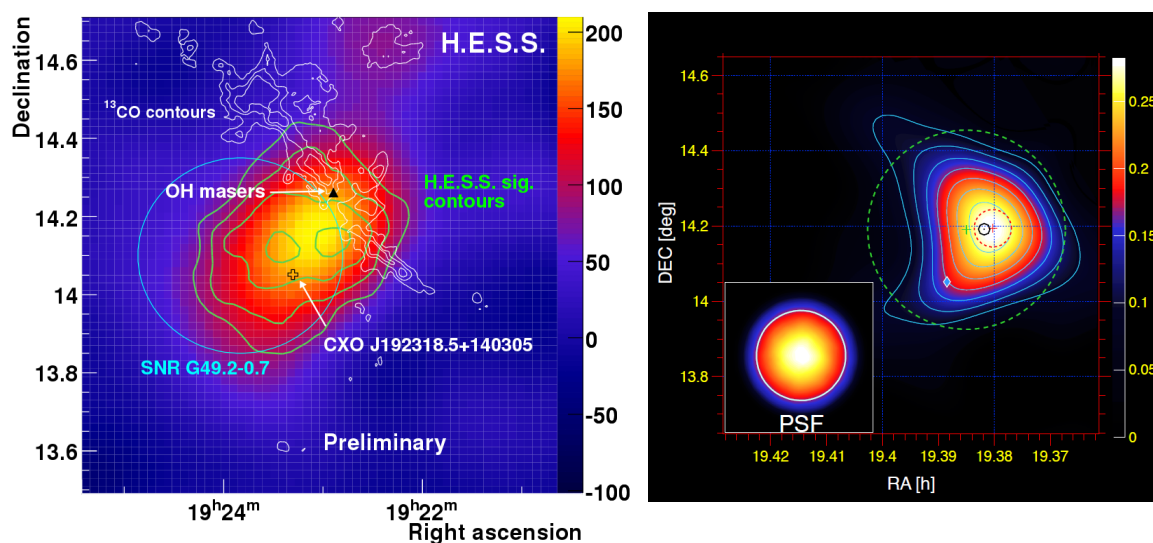 H.E.S.S.
Declination
14.6
14.4
14.2
14
13.8
13.6
¹³CO contours
OH masers
H.E.S.S. sig.
contours
CXO J192318.5+140305
SNR G49.2-0.7
Preliminary
19ʰ24ᵐ
19ʰ22ᵐ
Right ascension
200
150
100
50
0
-50
-100
DEC [deg]
14.6
14.4
14.2
14
13.8
PSF
19.42
19.41
19.4
19.39
19.38
19.37
RA [h]
0.25
0.2
0.15
0.1
0.05
0